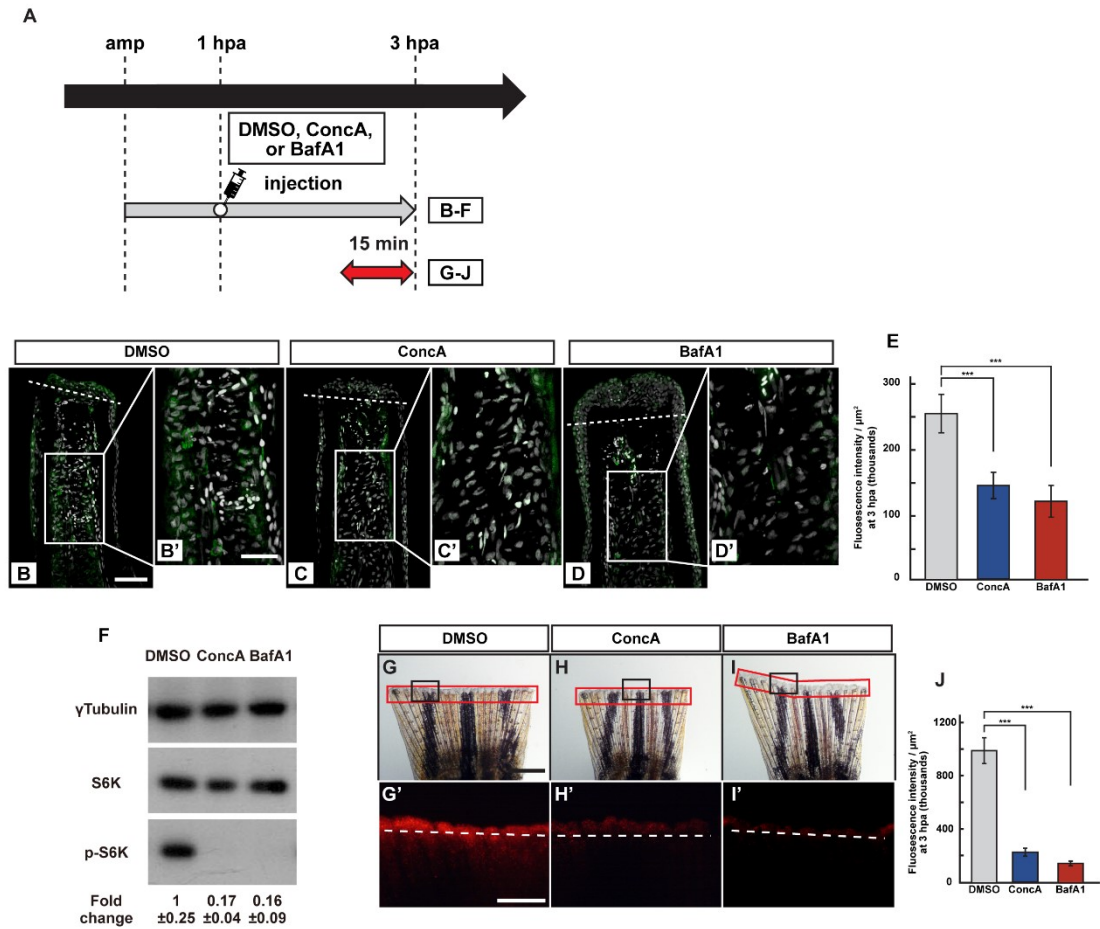 A
amp 1 hpa 3 hpa
DMSO, ConcA,
or BafA1
injection
B-F
15 min
G-J
DMSO ConcA BafA1
B B' C C' D D'
E
Fluosescence intensity / µm²
at 3 hpa (thousands)
300
200
100
0
***
***
DMSO ConcA BafA1
F
DMSO ConcA BafA1
γTubulin
S6K
p-S6K
Fold 1 0.17 0.16
change ±0.25 ±0.04 ±0.09
DMSO ConcA BafA1
G H I
G' H' I'
J
Fluosescence intensity / µm²
at 3 hpa (thousands)
1200
800
400
0
***
***
DMSO ConcA BafA1